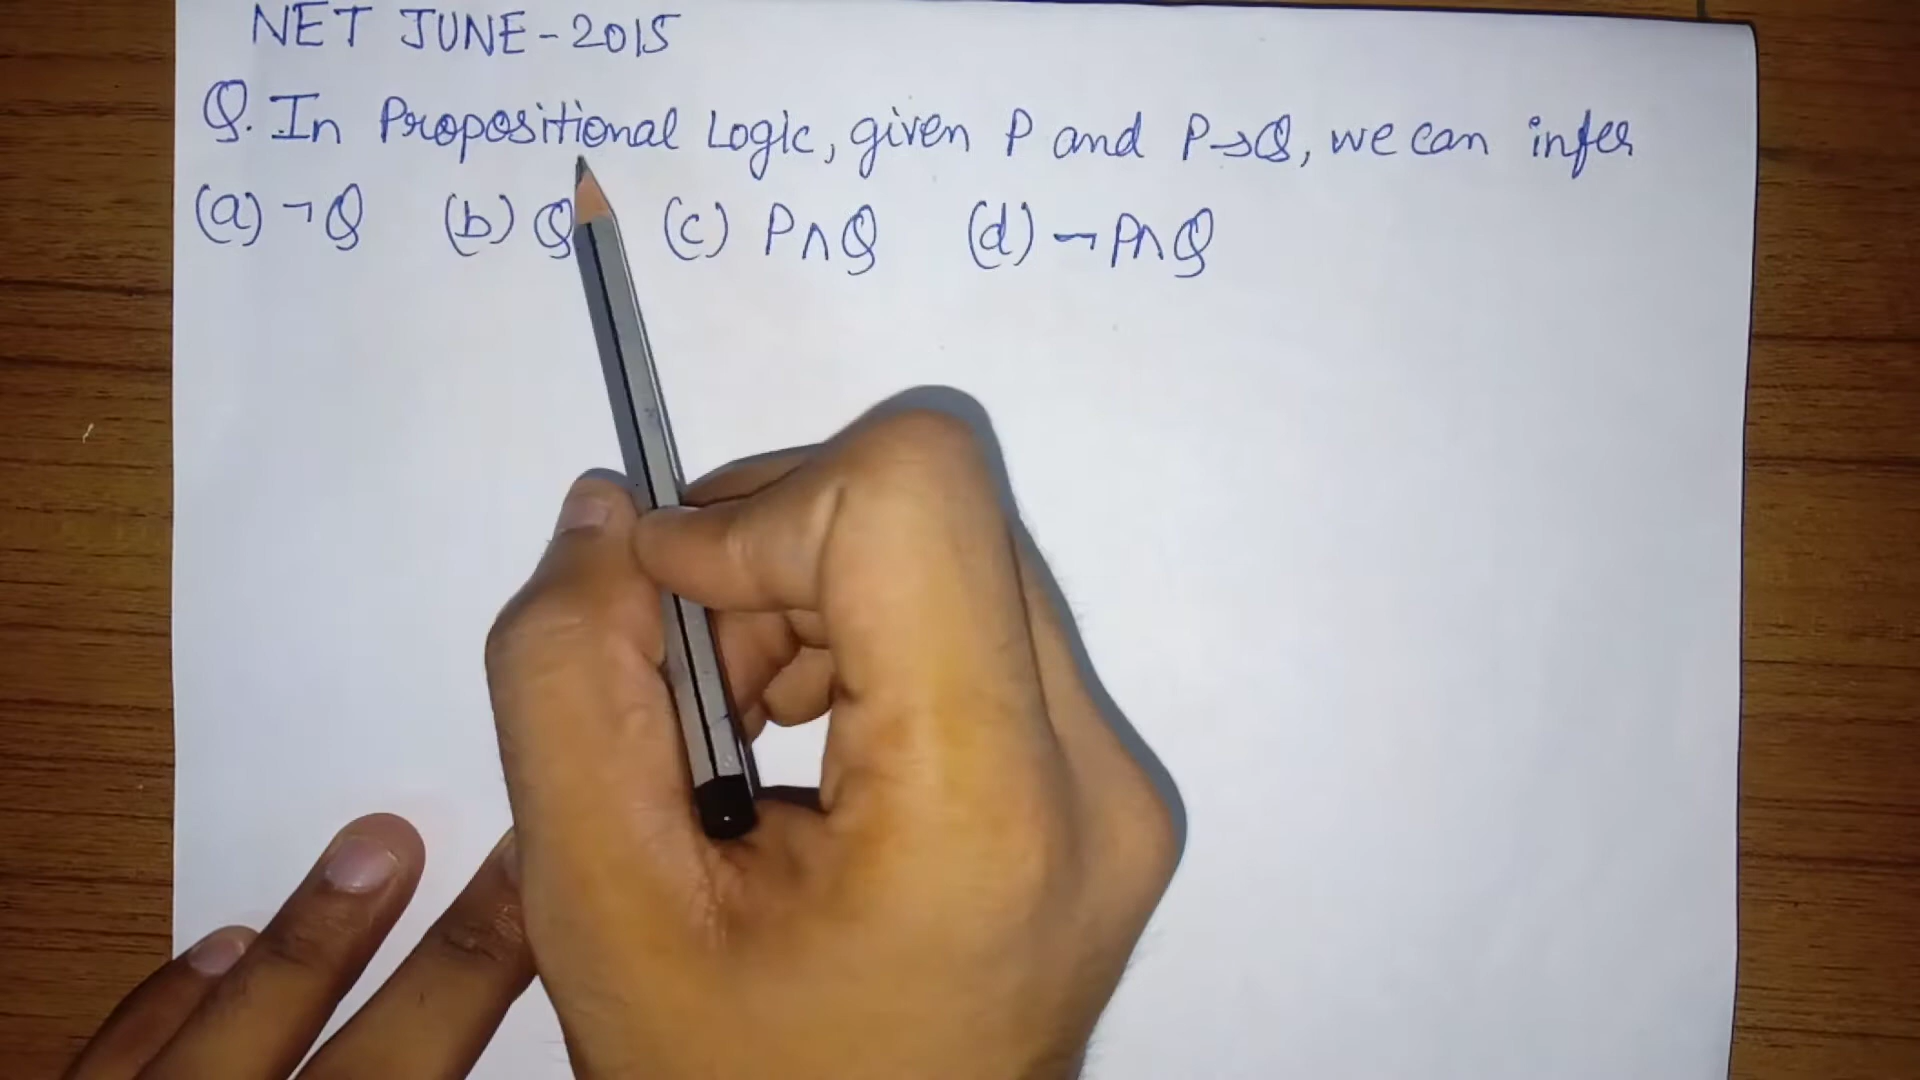 NET JUNE-2015
Q. In Propositional Logic, given P and P→Q, we can infer
(a) ¬Q (b) Q (c) P∧Q (d) ¬P∧Q